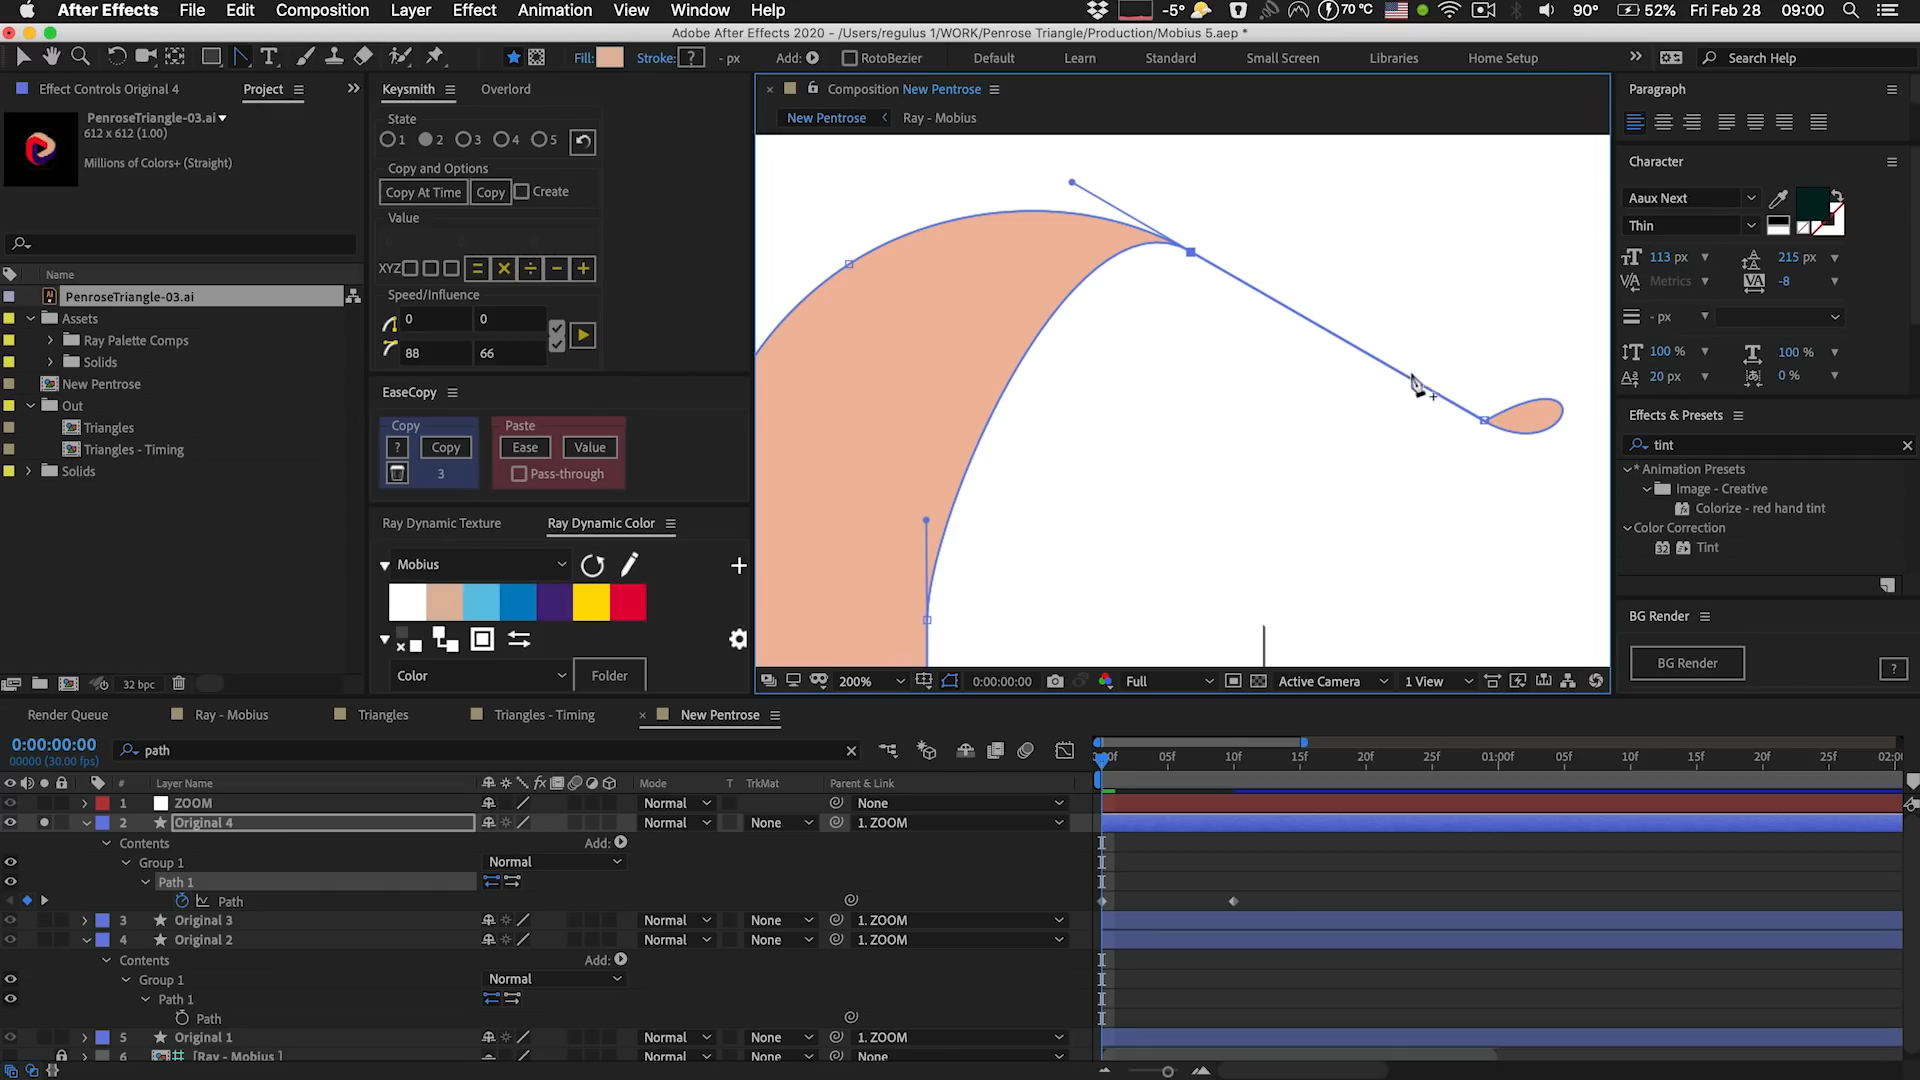 After Effects File Edit Composition Layer Effect Animation View Window Help -5° 70 °C 90° 52% Fri Feb 28 09:00
Adobe After Effects 2020 - /Users/regulus 1/WORK/Penrose Triangle/Production/Mobius 5.aep *
Fill: Stroke: ? - px Add: RotoBezier Default Learn Standard Small Screen Libraries Home Setup Search Help
Effect Controls Original 4 Project
PenroseTriangle-03.ai
612 x 612 (1.00)
Millions of Colors+ (Straight)
Name
PenroseTriangle-03.ai
Assets
Ray Palette Comps
Solids
New Pentrose
Out
Triangles
Triangles - Timing
Solids
32 bpc
Keysmith Overlord
State
1 2 3 4 5
Copy and Options
Copy At Time Copy Create
Value
XYZ = × ÷ − +
Speed/Influence
0 0
88 66
EaseCopy
Copy Paste
? Copy Ease Value
3 Pass-through
Ray Dynamic Texture Ray Dynamic Color
Mobius
Color Folder
Composition New Pentrose
New Pentrose Ray - Mobius
200% 0:00:00:00 Full Active Camera 1 View
Paragraph
Character
Aaux Next
Thin
113 px 215 px
Metrics -8
- px
100 % 100 %
20 px 0 %
Effects & Presets
tint
* Animation Presets
Image - Creative
Colorize - red hand tint
Color Correction
32 Tint
BG Render
BG Render ?
Render Queue Ray - Mobius Triangles Triangles - Timing New Pentrose
0:00:00:00
00000 (30.00 fps)
path
# Layer Name Mode T TrkMat Parent & Link
05f 10f 15f 20f 25f 01:00f 05f 10f 15f 20f 25f 02:00
1 ZOOM Normal None
2 Original 4 Normal None 1. ZOOM
Contents Add:
Group 1 Normal
Path 1
Path
3 Original 3 Normal None 1. ZOOM
4 Original 2 Normal None 1. ZOOM
Contents Add:
Group 1 Normal
Path 1
Path
5 Original 1 Normal None 1. ZOOM
6 [Ray - Mobius ] Normal None None